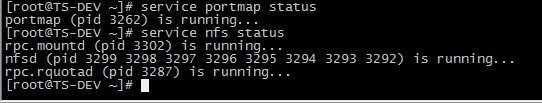 [root@TS-DEV ~]# service portmap status
portmap (pid 3262) is running...
[root@TS-DEV ~]# service nfs status
rpc.mountd (pid 3302) is running...
nfsd (pid 3299 3298 3297 3296 3295 3294 3293 3292) is running...
rpc.rquotad (pid 3287) is running...
[root@TS-DEV ~]#